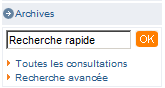 Archives
Recherche rapide OK
Toutes les consultations
Recherche avancée